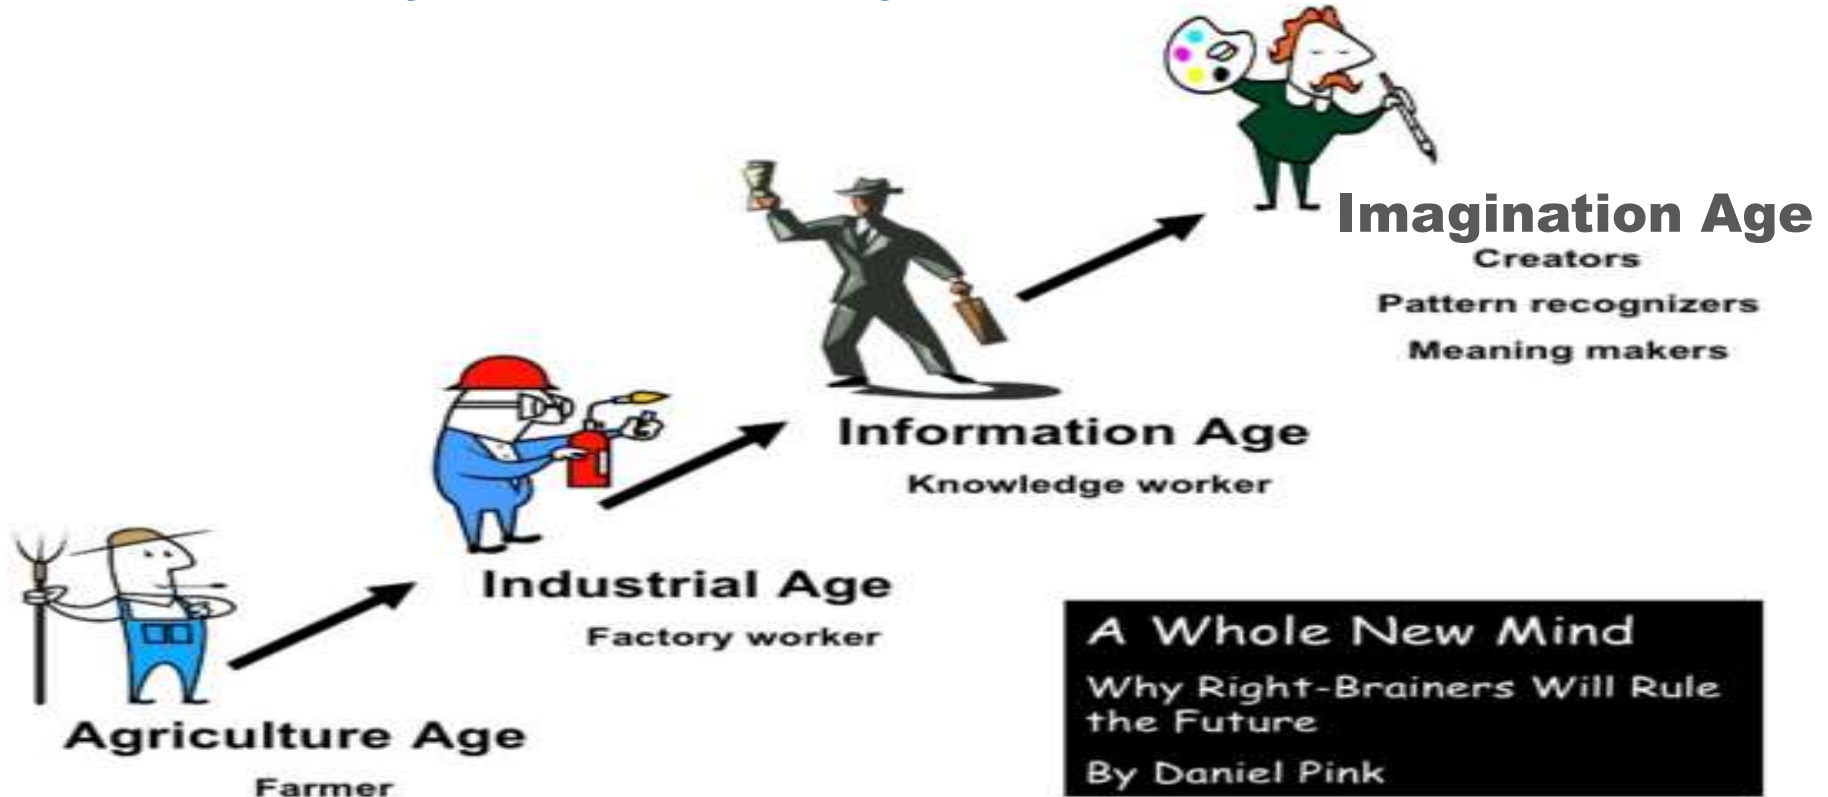 Imagination Age
Creators
Pattern recognizers
Meaning makers
Information Age
Knowledge worker
Industrial Age
Factory worker
Agriculture Age
Farmer
A Whole New Mind
Why Right-Brainers Will Rule
the Future
By Daniel Pink